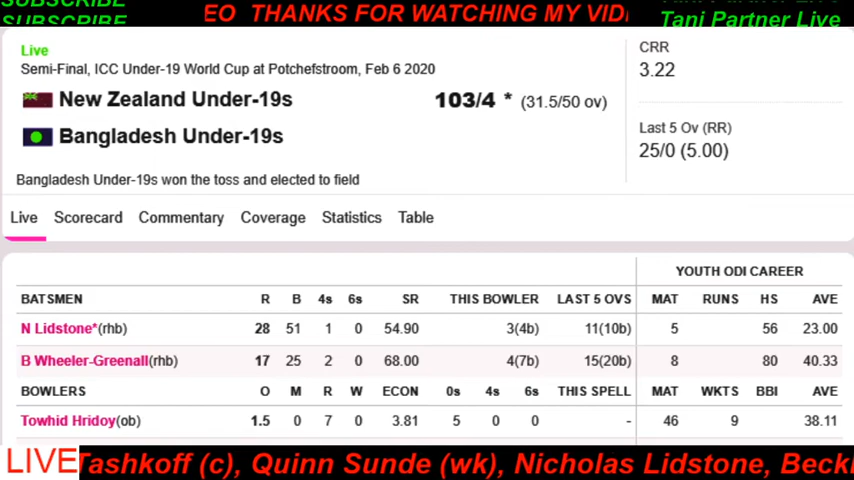 SUBSCRIBE
SUBSCRIBE
EO THANKS FOR WATCHING MY VIDI
Tani Partner Live
Live
Semi-Final, ICC Under-19 World Cup at Potchefstroom, Feb 6 2020
New Zealand Under-19s 103/4 * (31.5/50 ov)
Bangladesh Under-19s
Bangladesh Under-19s won the toss and elected to field
CRR
3.22
Last 5 Ov (RR)
25/0 (5.00)
Live Scorecard Commentary Coverage Statistics Table
YOUTH ODI CAREER
BATSMEN R B 4s 6s SR THIS BOWLER LAST 5 OVS MAT RUNS HS AVE
N Lidstone*(rhb) 28 51 1 0 54.90 3(4b) 11(10b) 5 56 23.00
B Wheeler-Greenall(rhb) 17 25 2 0 68.00 4(7b) 15(20b) 8 80 40.33
BOWLERS O M R W ECON 0s 4s 6s THIS SPELL MAT WKTS BBI AVE
Towhid Hridoy(ob) 1.5 0 7 0 3.81 5 0 0 - 46 9 38.11
LIVE Tashkoff (c), Quinn Sunde (wk), Nicholas Lidstone, Beck